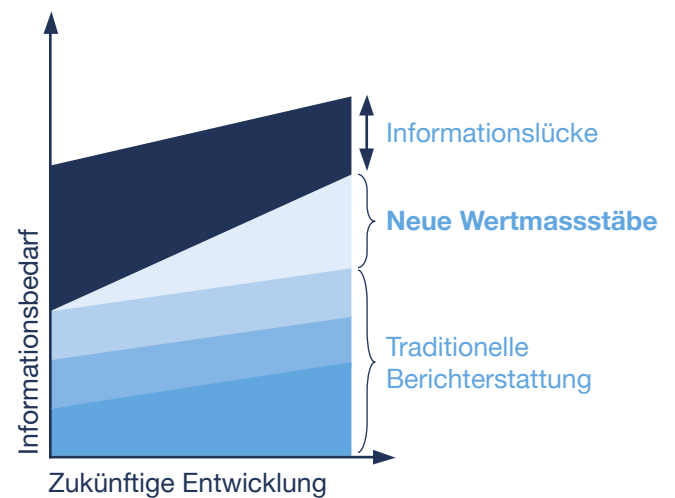 Informationsbedarf
Informationslücke
Neue Wertmassstäbe
Traditionelle
Berichterstattung
Zukünftige Entwicklung